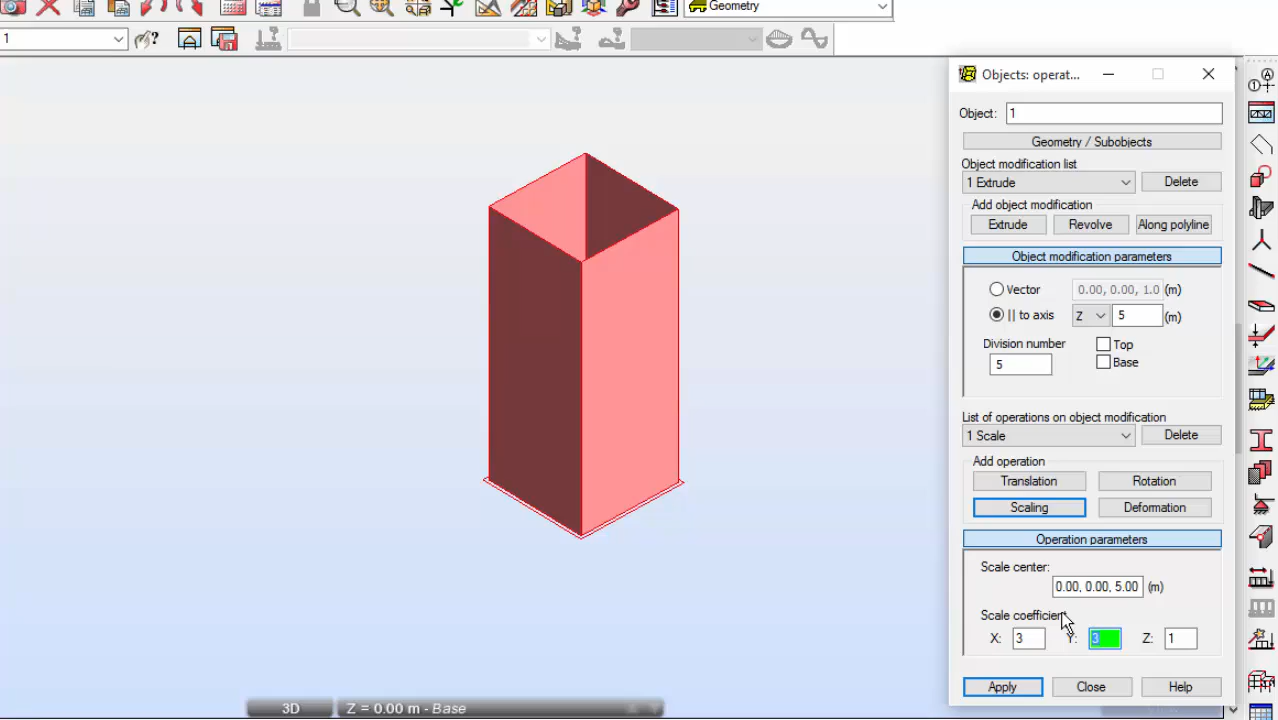 Geometry
1
Objects: operat...
Object: 1
Geometry / Subobjects
Object modification list
1 Extrude Delete
Add object modification
Extrude Revolve Along polyline
Object modification parameters
Vector 0.00, 0.00, 1.0 (m)
|| to axis Z 5 (m)
Division number Top
5 Base
List of operations on object modification
1 Scale Delete
Add operation
Translation Rotation
Scaling Deformation
Operation parameters
Scale center:
0.00, 0.00, 5.00 (m)
Scale coefficient
X: 3 Y: 3 Z: 1
Apply Close Help
3D Z = 0.00 m - Base